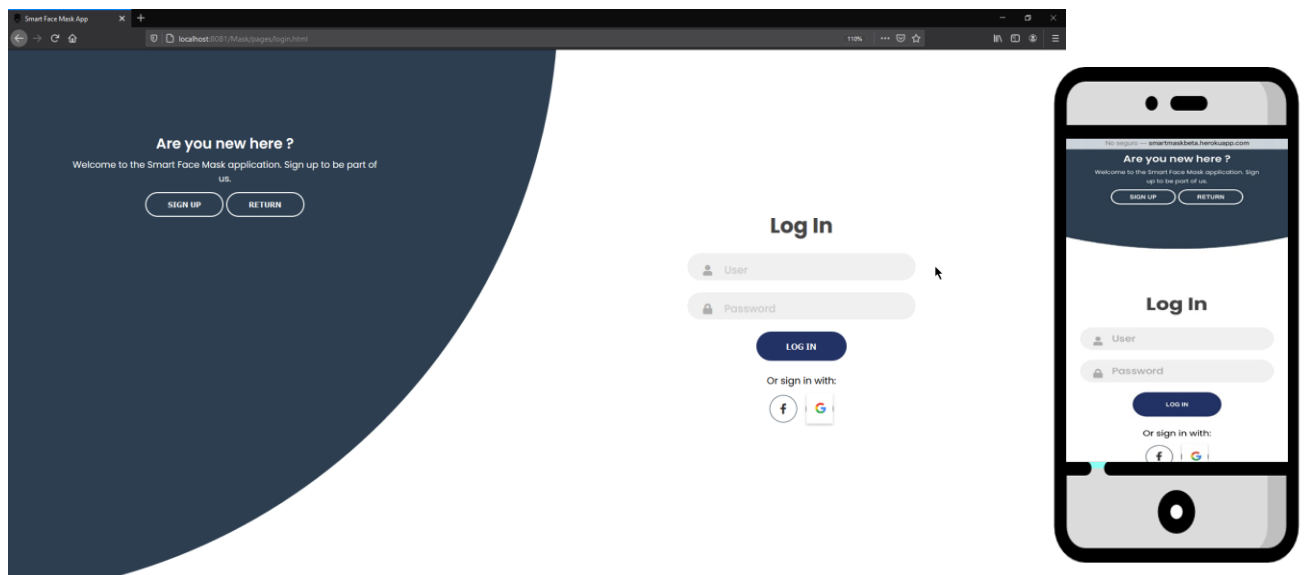 Smart Face Mask App
localhost:8081/Mask/pages/login.html
110%
Are you new here ?
Welcome to the Smart Face Mask application. Sign up to be part of
us.
SIGN UP
RETURN
Log In
User
Password
LOG IN
Or sign in with:
f
G
No seguro — smartmaskbeta.herokuapp.com
Are you new here ?
Welcome to the Smart Face Mask application. Sign
up to be part of us.
SIGN UP
RETURN
Log In
User
Password
LOG IN
Or sign in with:
f
G